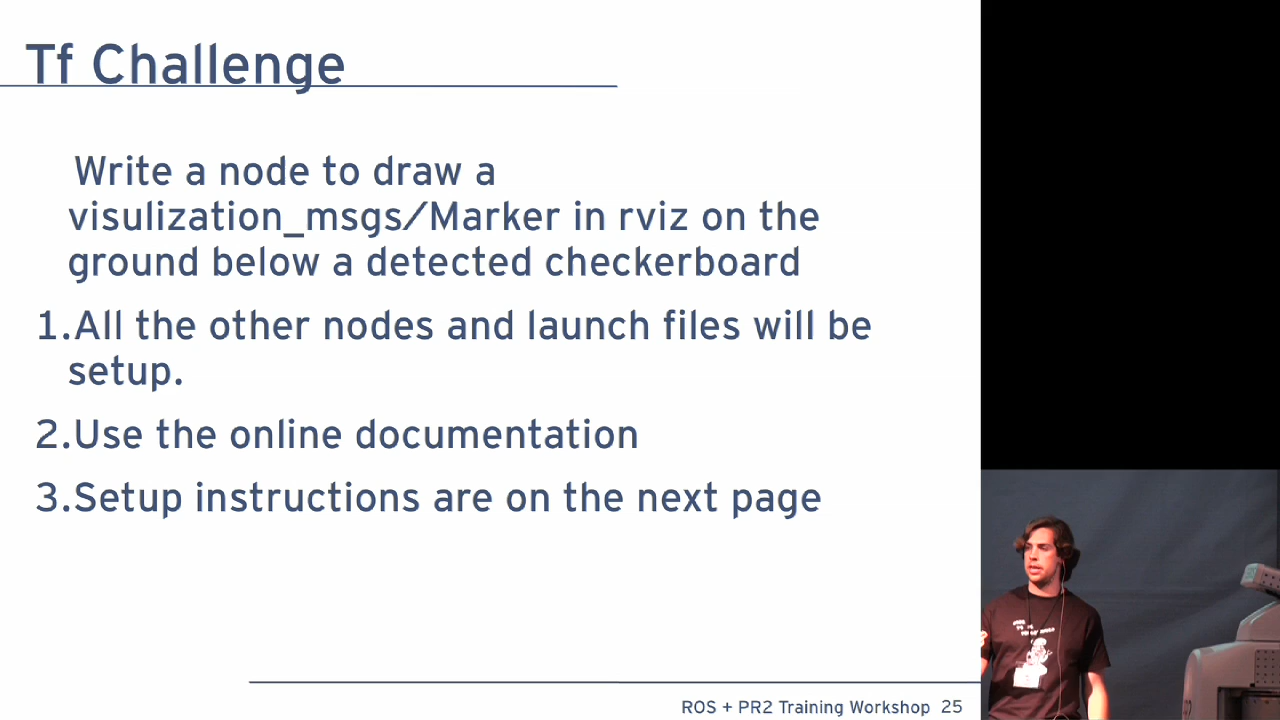 Tf Challenge
Write a node to draw a
visulization_msgs/Marker in rviz on the
ground below a detected checkerboard
1.All the other nodes and launch files will be
setup.
2.Use the online documentation
3.Setup instructions are on the next page
ROS + PR2 Training Workshop 25